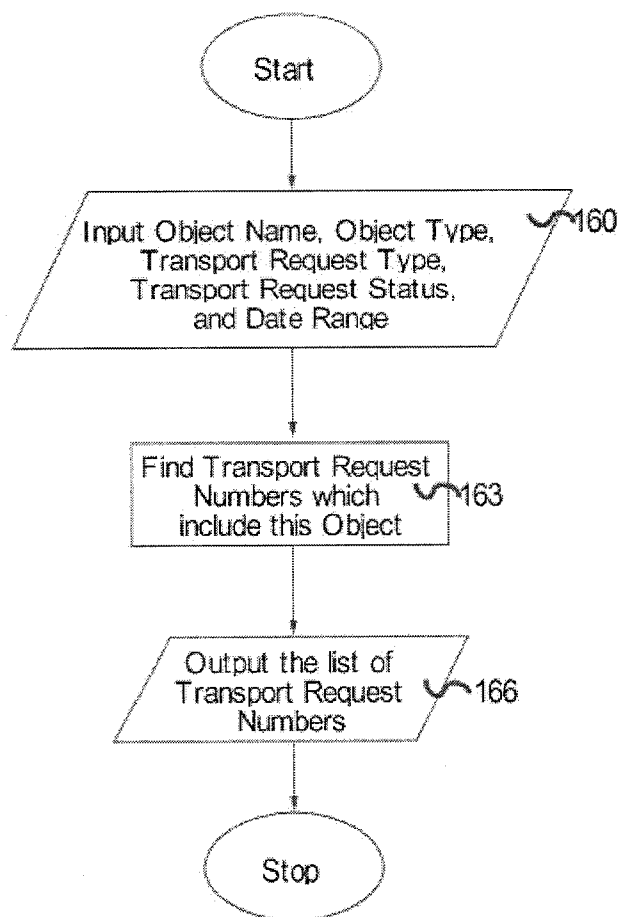 Start
Input Object Name, Object Type,
Transport Request Type,
Transport Request Status,
and Date Range
160
Find Transport Request
Numbers which
include this Object
163
Output the list of
Transport Request
Numbers
166
Stop